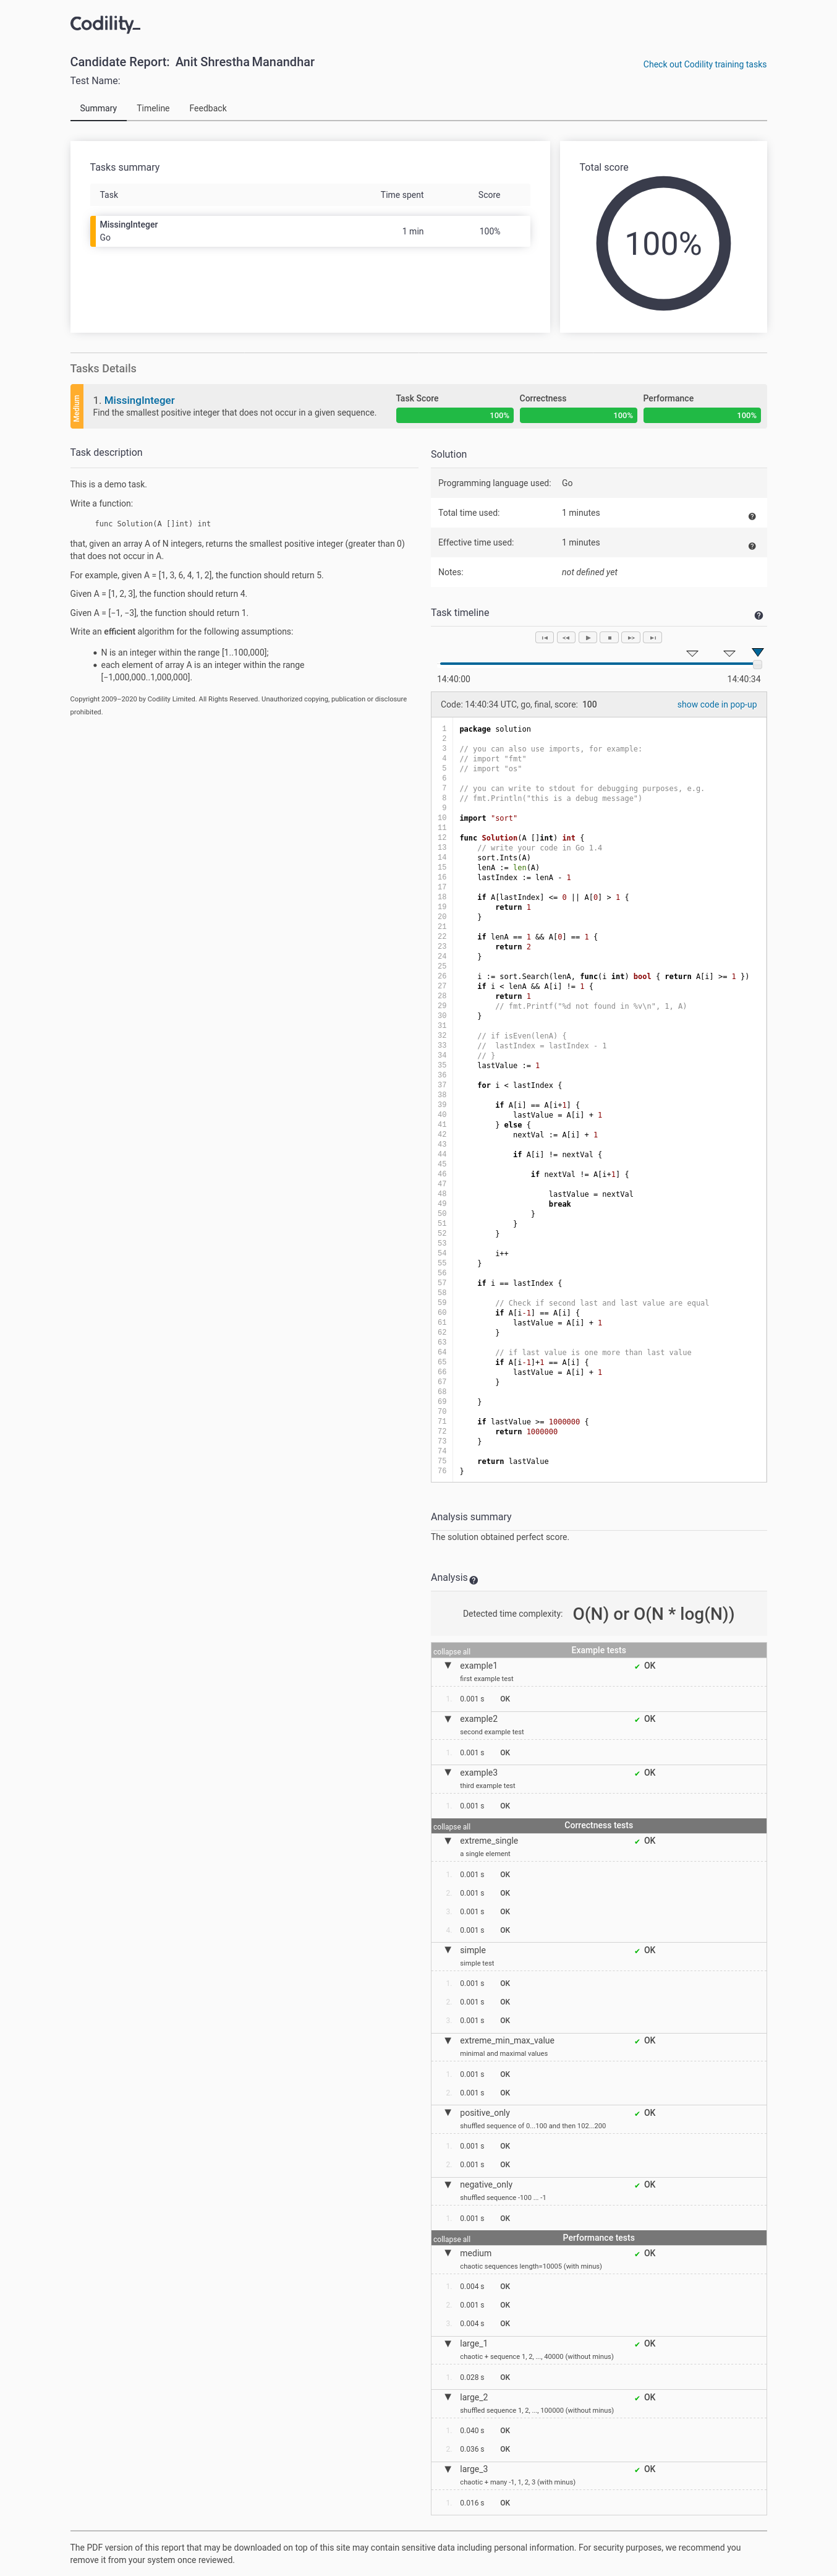 Codility_
Candidate Report: Anit Shrestha Manandhar
Check out Codility training tasks
Test Name:
Summary Timeline Feedback
Tasks summary
Task Time spent Score
MissingInteger
Go
1 min 100%
Total score
100%
Tasks Details
Medium
1. MissingInteger
Find the smallest positive integer that does not occur in a given sequence.
Task Score
100%
Correctness
100%
Performance
100%
Task description
This is a demo task.
Write a function:
func Solution(A []int) int
that, given an array A of N integers, returns the smallest positive integer (greater than 0)
that does not occur in A.
For example, given A = [1, 3, 6, 4, 1, 2], the function should return 5.
Given A = [1, 2, 3], the function should return 4.
Given A = [−1, −3], the function should return 1.
Write an efficient algorithm for the following assumptions:
• N is an integer within the range [1..100,000];
• each element of array A is an integer within the range
[−1,000,000..1,000,000].
Copyright 2009–2020 by Codility Limited. All Rights Reserved. Unauthorized copying, publication or disclosure
prohibited.
Solution
Programming language used: Go
Total time used: 1 minutes ?
Effective time used: 1 minutes ?
Notes: not defined yet
Task timeline ?
14:40:00 14:40:34
Code: 14:40:34 UTC, go, final, score: 100
show code in pop-up
1 package solution
2
3 // you can also use imports, for example:
4 // import "fmt"
5 // import "os"
6
7 // you can write to stdout for debugging purposes, e.g.
8 // fmt.Println("this is a debug message")
9
10 import "sort"
11
12 func Solution(A []int) int {
13 // write your code in Go 1.4
14 sort.Ints(A)
15 lenA := len(A)
16 lastIndex := lenA - 1
17
18 if A[lastIndex] <= 0 || A[0] > 1 {
19 return 1
20 }
21
22 if lenA == 1 && A[0] == 1 {
23 return 2
24 }
25
26 i := sort.Search(lenA, func(i int) bool { return A[i] >= 1 })
27 if i < lenA && A[i] != 1 {
28 return 1
29 // fmt.Printf("%d not found in %v\n", 1, A)
30 }
31
32 // if isEven(lenA) {
33 // lastIndex = lastIndex - 1
34 // }
35 lastValue := 1
36
37 for i < lastIndex {
38
39 if A[i] == A[i+1] {
40 lastValue = A[i] + 1
41 } else {
42 nextVal := A[i] + 1
43
44 if A[i] != nextVal {
45
46 if nextVal != A[i+1] {
47
48 lastValue = nextVal
49 break
50 }
51 }
52 }
53
54 i++
55 }
56
57 if i == lastIndex {
58
59 // Check if second last and last value are equal
60 if A[i-1] == A[i] {
61 lastValue = A[i] + 1
62 }
63
64 // if last value is one more than last value
65 if A[i-1]+1 == A[i] {
66 lastValue = A[i] + 1
67 }
68
69 }
70
71 if lastValue >= 1000000 {
72 return 1000000
73 }
74
75 return lastValue
76 }
Analysis summary
The solution obtained perfect score.
Analysis ?
Detected time complexity: O(N) or O(N * log(N))
collapse all Example tests
▼ example1 ✔ OK
first example test
1. 0.001 s OK
▼ example2 ✔ OK
second example test
1. 0.001 s OK
▼ example3 ✔ OK
third example test
1. 0.001 s OK
collapse all Correctness tests
▼ extreme_single ✔ OK
a single element
1. 0.001 s OK
2. 0.001 s OK
3. 0.001 s OK
4. 0.001 s OK
▼ simple ✔ OK
simple test
1. 0.001 s OK
2. 0.001 s OK
3. 0.001 s OK
▼ extreme_min_max_value ✔ OK
minimal and maximal values
1. 0.001 s OK
2. 0.001 s OK
▼ positive_only ✔ OK
shuffled sequence of 0...100 and then 102...200
1. 0.001 s OK
2. 0.001 s OK
▼ negative_only ✔ OK
shuffled sequence -100 ... -1
1. 0.001 s OK
collapse all Performance tests
▼ medium ✔ OK
chaotic sequences length=10005 (with minus)
1. 0.004 s OK
2. 0.001 s OK
3. 0.004 s OK
▼ large_1 ✔ OK
chaotic + sequence 1, 2, ..., 40000 (without minus)
1. 0.028 s OK
▼ large_2 ✔ OK
shuffled sequence 1, 2, ..., 100000 (without minus)
1. 0.040 s OK
2. 0.036 s OK
▼ large_3 ✔ OK
chaotic + many -1, 1, 2, 3 (with minus)
1. 0.016 s OK
The PDF version of this report that may be downloaded on top of this site may contain sensitive data including personal information. For security purposes, we recommend you
remove it from your system once reviewed.